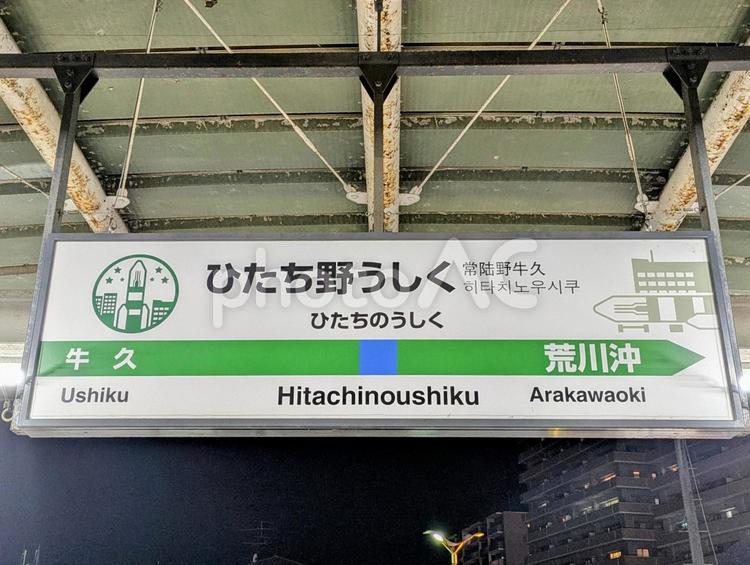 ひたち野うしく
常陸野牛久
히타치노우시쿠
ひたちのうしく
牛久
荒川沖
Ushiku
Hitachinoushiku
Arakawaoki
photoAC